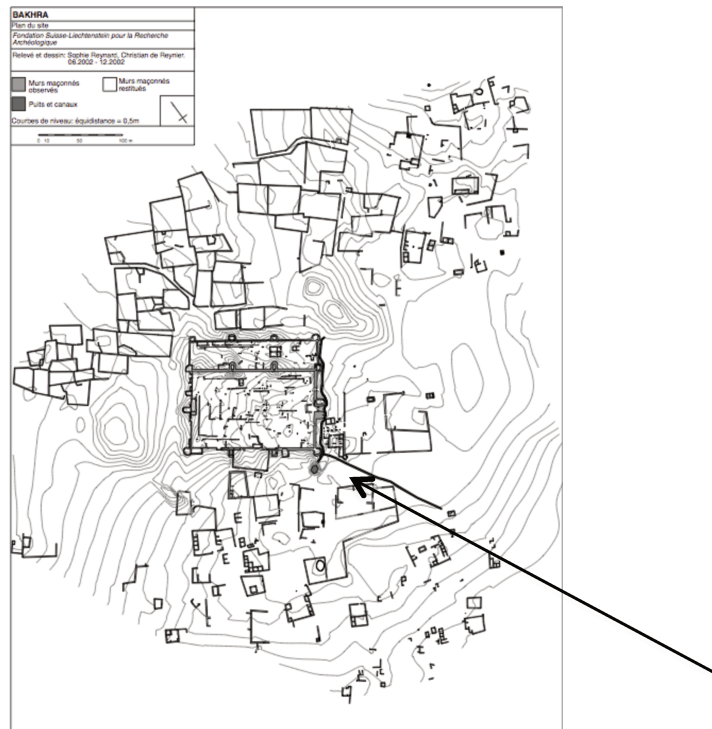 BAKHRA
Plan du site
Fondation Suisse-Liechtenstein pour la Recherche
Archéologique
Relevé et dessin: Sophie Reynard, Christian de Reynier.
06.2002 - 12.2002
Murs maçonnés
observés
Murs maçonnés
restitués
Puits et canaux
Courbes de niveau: équidistance = 0,5m
0 10 50 100 m